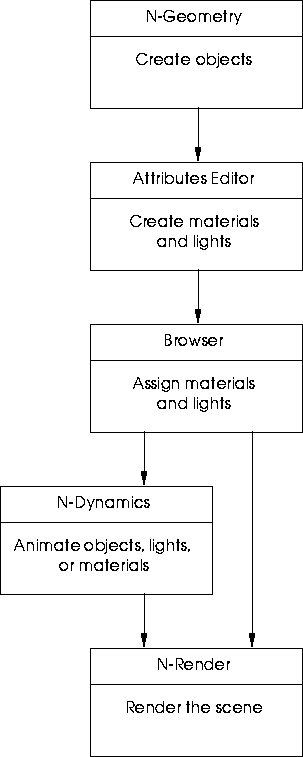 N-Geometry
Create objects
Attributes Editor
Create materials
and lights
Browser
Assign materials
and lights
N-Dynamics
Animate objects, lights,
or materials
N-Render
Render the scene